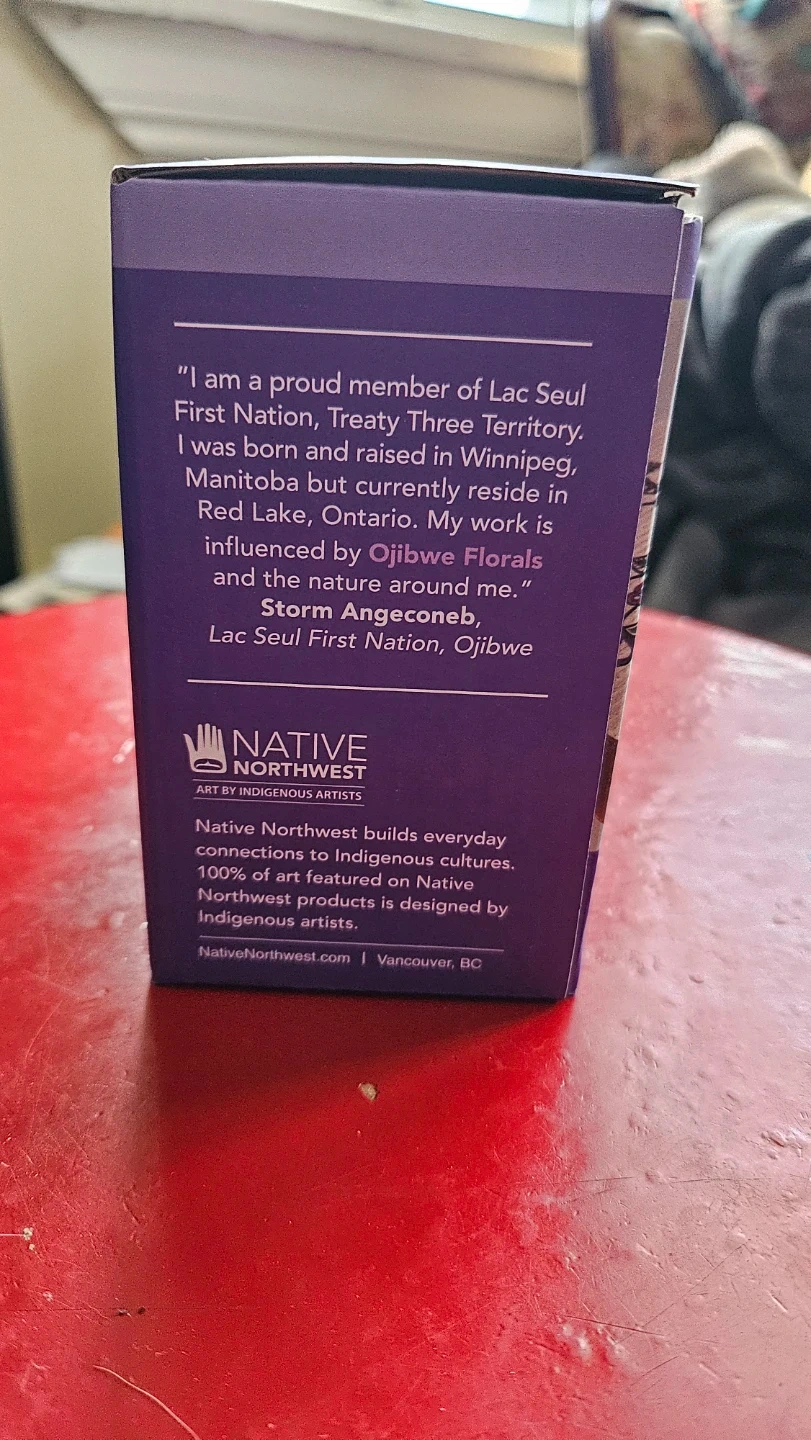 "I am a proud member of Lac Seul
First Nation, Treaty Three Territory.
I was born and raised in Winnipeg,
Manitoba but currently reside in
Red Lake, Ontario. My work is
influenced by Ojibwe Florals
and the nature around me."
Storm Angeconeb,
Lac Seul First Nation, Ojibwe
NATIVE
NORTHWEST
ART BY INDIGENOUS ARTISTS
Native Northwest builds everyday
connections to Indigenous cultures.
100% of art featured on Native
Northwest products is designed by
Indigenous artists.
NativeNorthwest.com | Vancouver, BC